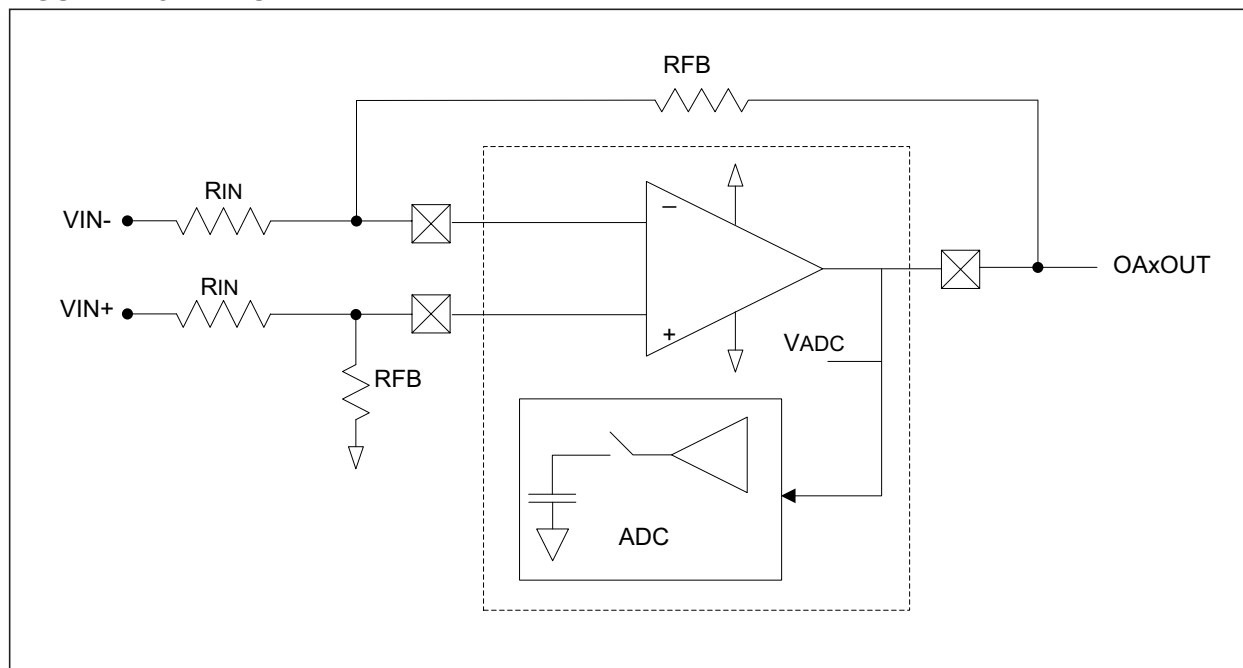 RFB
RIN
VIN-
−
OAxOUT
RIN
VIN+
+
VADC
RFB
ADC